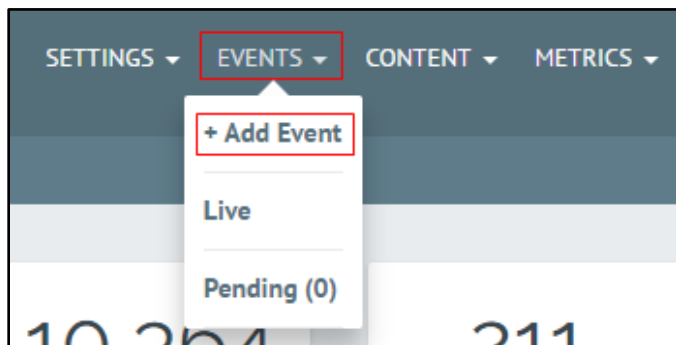 SETTINGS EVENTS CONTENT METRICS
+ Add Event
Live
Pending (0)